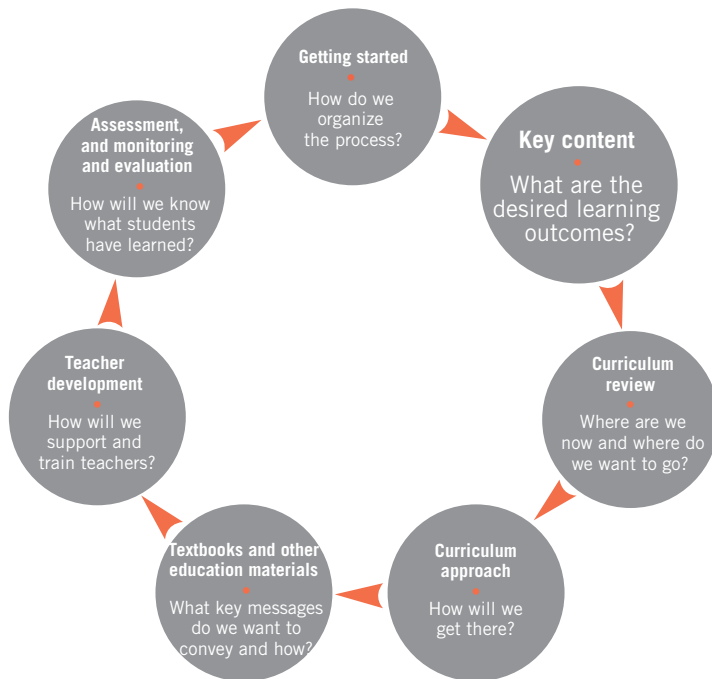 Getting started
How do we
organize
the process?
Key content
What are the
desired learning
outcomes?
Curriculum
review
Where are we
now and where do
we want to go?
Curriculum
approach
How will we
get there?
Textbooks and other
education materials
What key messages
do we want to
convey and how?
Teacher
development
How will we
support and
train teachers?
Assessment,
and monitoring
and evaluation
How will we know
what students
have learned?